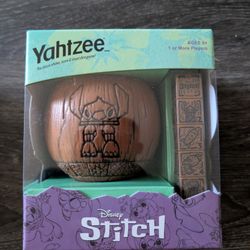 Yahtzee
AGES 8+
1 or More Players
Disney
Stitch